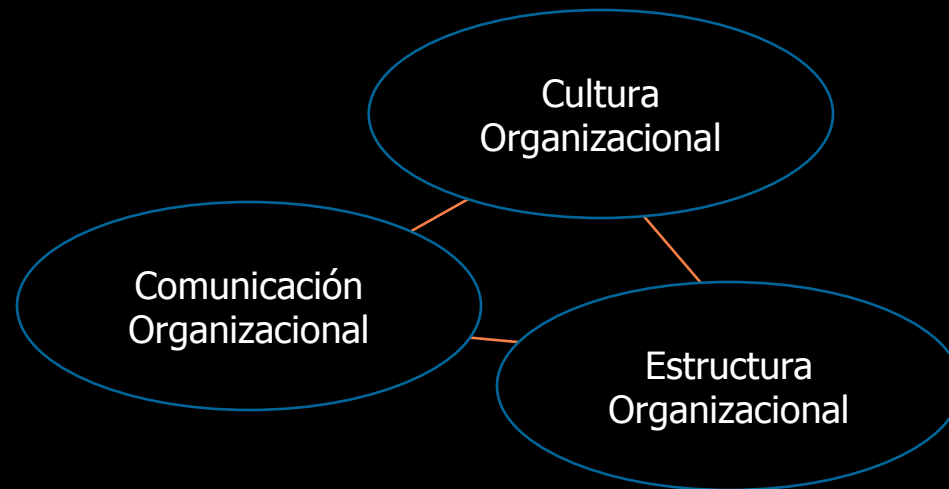 Cultura
Organizacional
Comunicación
Organizacional
Estructura
Organizacional